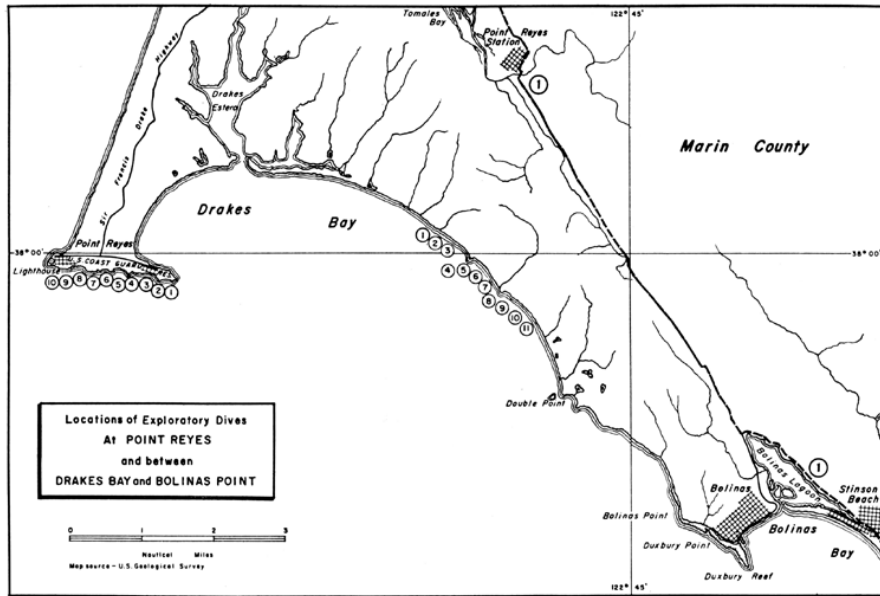 122° 45'
Tomales
Bay
Point Reyes
Station
1
Drakes
Estero
Sir Francis Drake Highway
Marin County
Drakes Bay
38° 00'
Point Reyes
38° 00'
U.S. COAST GUARD
Lighthouse
10 9 8 7 6 5 4 3 2 1
1 2 3
4 5 6 7
8 9 10 11
Double Point
Locations of Exploratory Dives
At POINT REYES
and between
DRAKES BAY and BOLINAS POINT
0 1 2 3
Nautical Miles
Map source - U.S. Geological Survey
1
Bolinas Lagoon
Stinson
Beach
Bolinas
Bolinas Point
Bolinas
Bay
Duxbury Point
Duxbury Reef
122° 45'